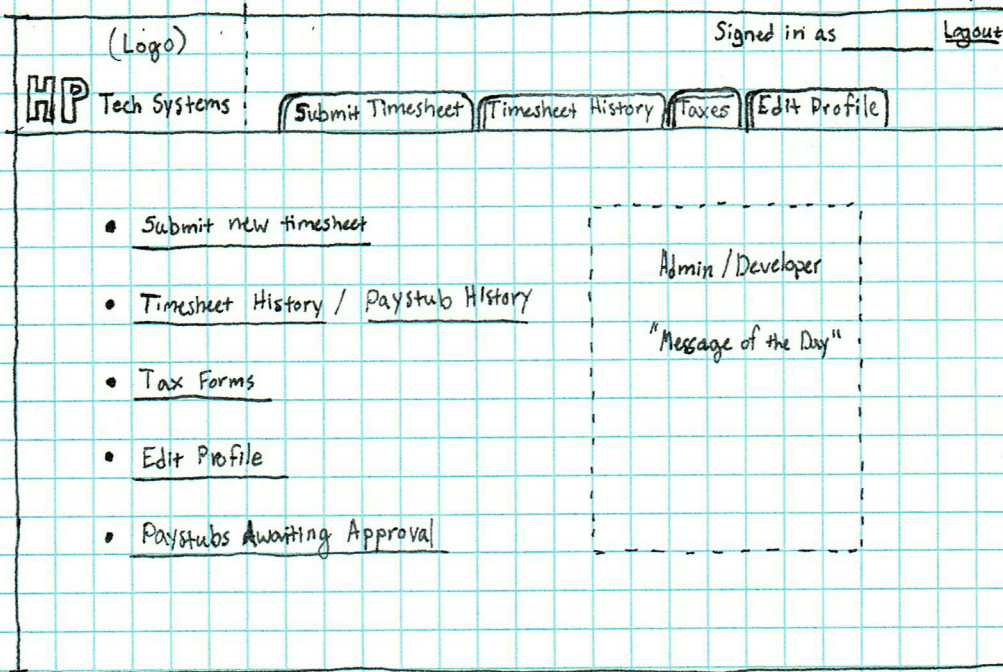 (Logo)
HP Tech Systems
Signed in as ______ Logout
Submit Timesheet Timesheet History Taxes Edit Profile
• Submit new timesheet
• Timesheet History / Paystub History
• Tax Forms
• Edit Profile
• Paystubs Awaiting Approval
Admin / Developer
"Message of the Day"